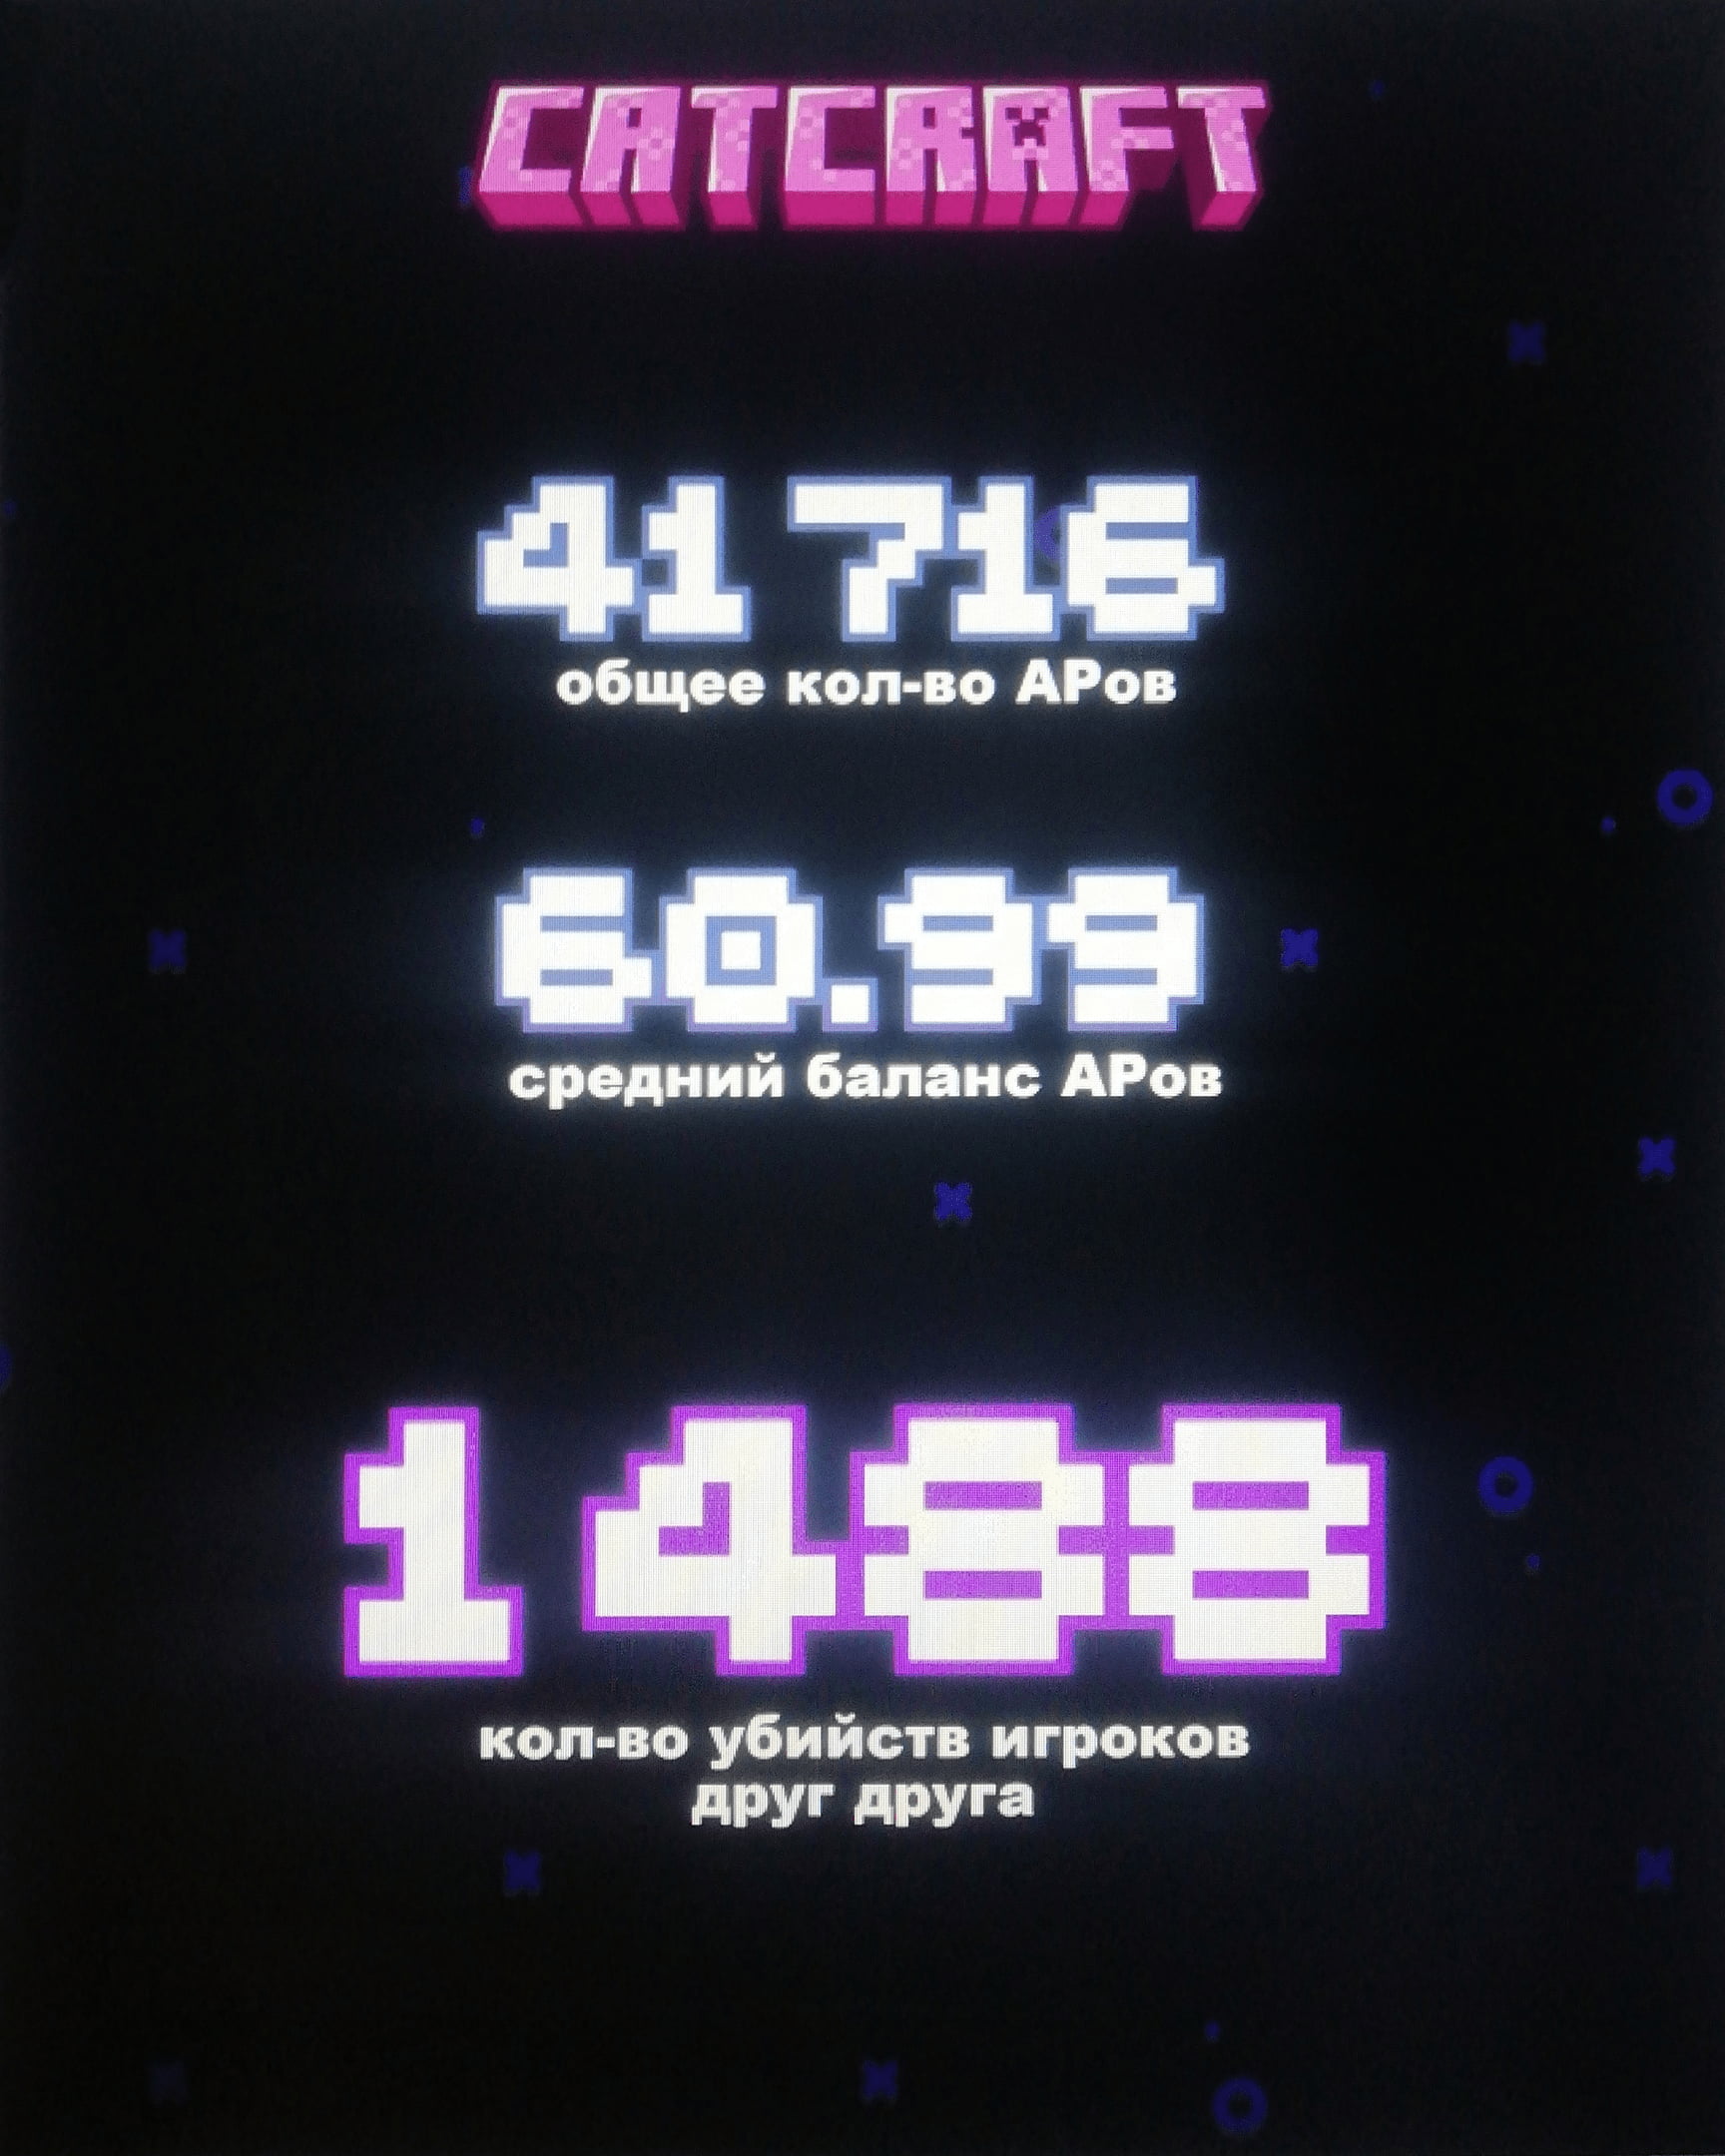 CATCRAFT
41 716
общее кол-во АРов
60.99
средний баланс АРов
1 488
кол-во убийств игроков
друг друга